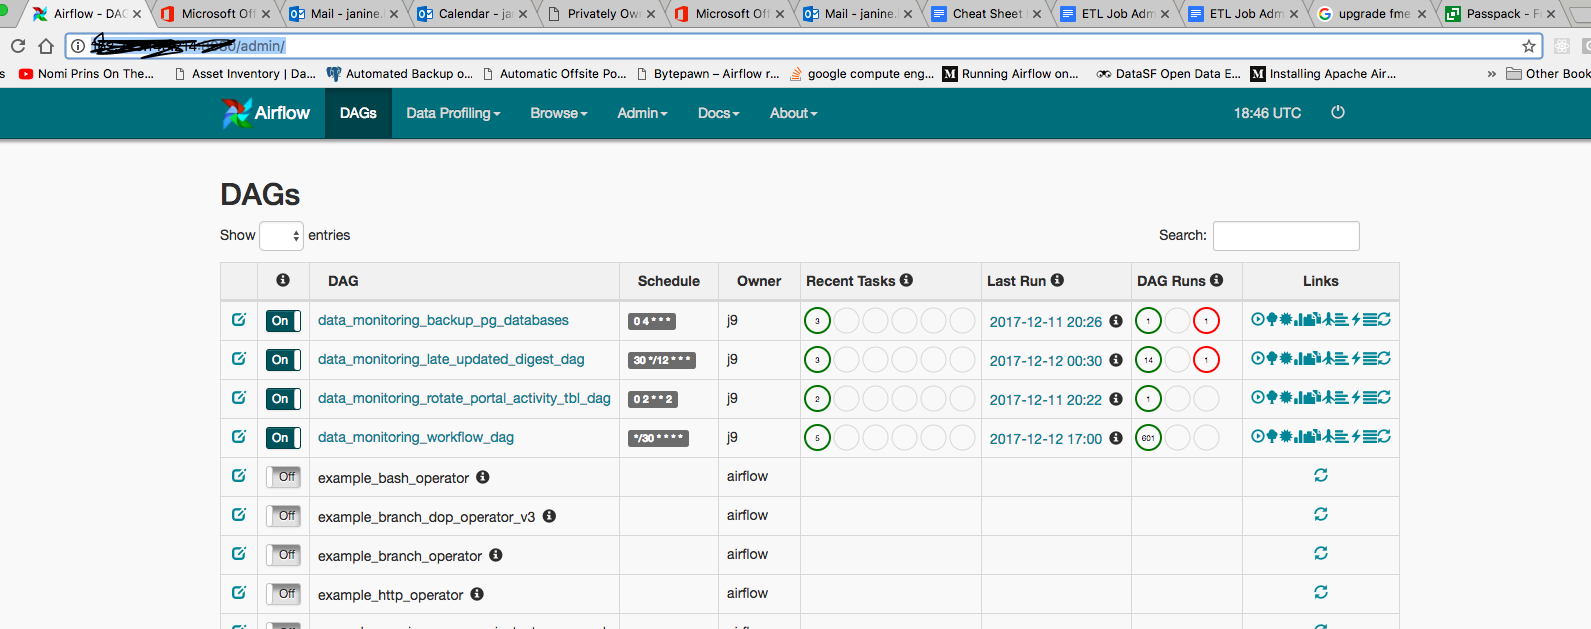 Airflow - DAG Microsoft Off Mail - janine. Calendar - ja Privately Ow Microsoft Off Mail - janine. Cheat Sheet ETL Job Adm ETL Job Adm upgrade fme Passpack - F
/admin/
s Nomi Prins On The... Asset Inventory | Da... Automated Backup o... Automatic Offsite Po... Bytepawn – Airflow r... google compute eng... Running Airflow on... DataSF Open Data E... Installing Apache Air... » Other Book
Airflow DAGs Data Profiling Browse Admin Docs About 18:46 UTC
DAGs
Show entries Search:
DAG Schedule Owner Recent Tasks Last Run DAG Runs Links
On data_monitoring_backup_pg_databases 0 4 * * * j9 3 2017-12-11 20:26 1 1
On data_monitoring_late_updated_digest_dag 30 */12 * * * j9 3 2017-12-12 00:30 14 1
On data_monitoring_rotate_portal_activity_tbl_dag 0 2 * * 2 j9 2 2017-12-11 20:22 1
On data_monitoring_workflow_dag */30 * * * * j9 5 2017-12-12 17:00 601
Off example_bash_operator airflow
Off example_branch_dop_operator_v3 airflow
Off example_branch_operator airflow
Off example_http_operator airflow